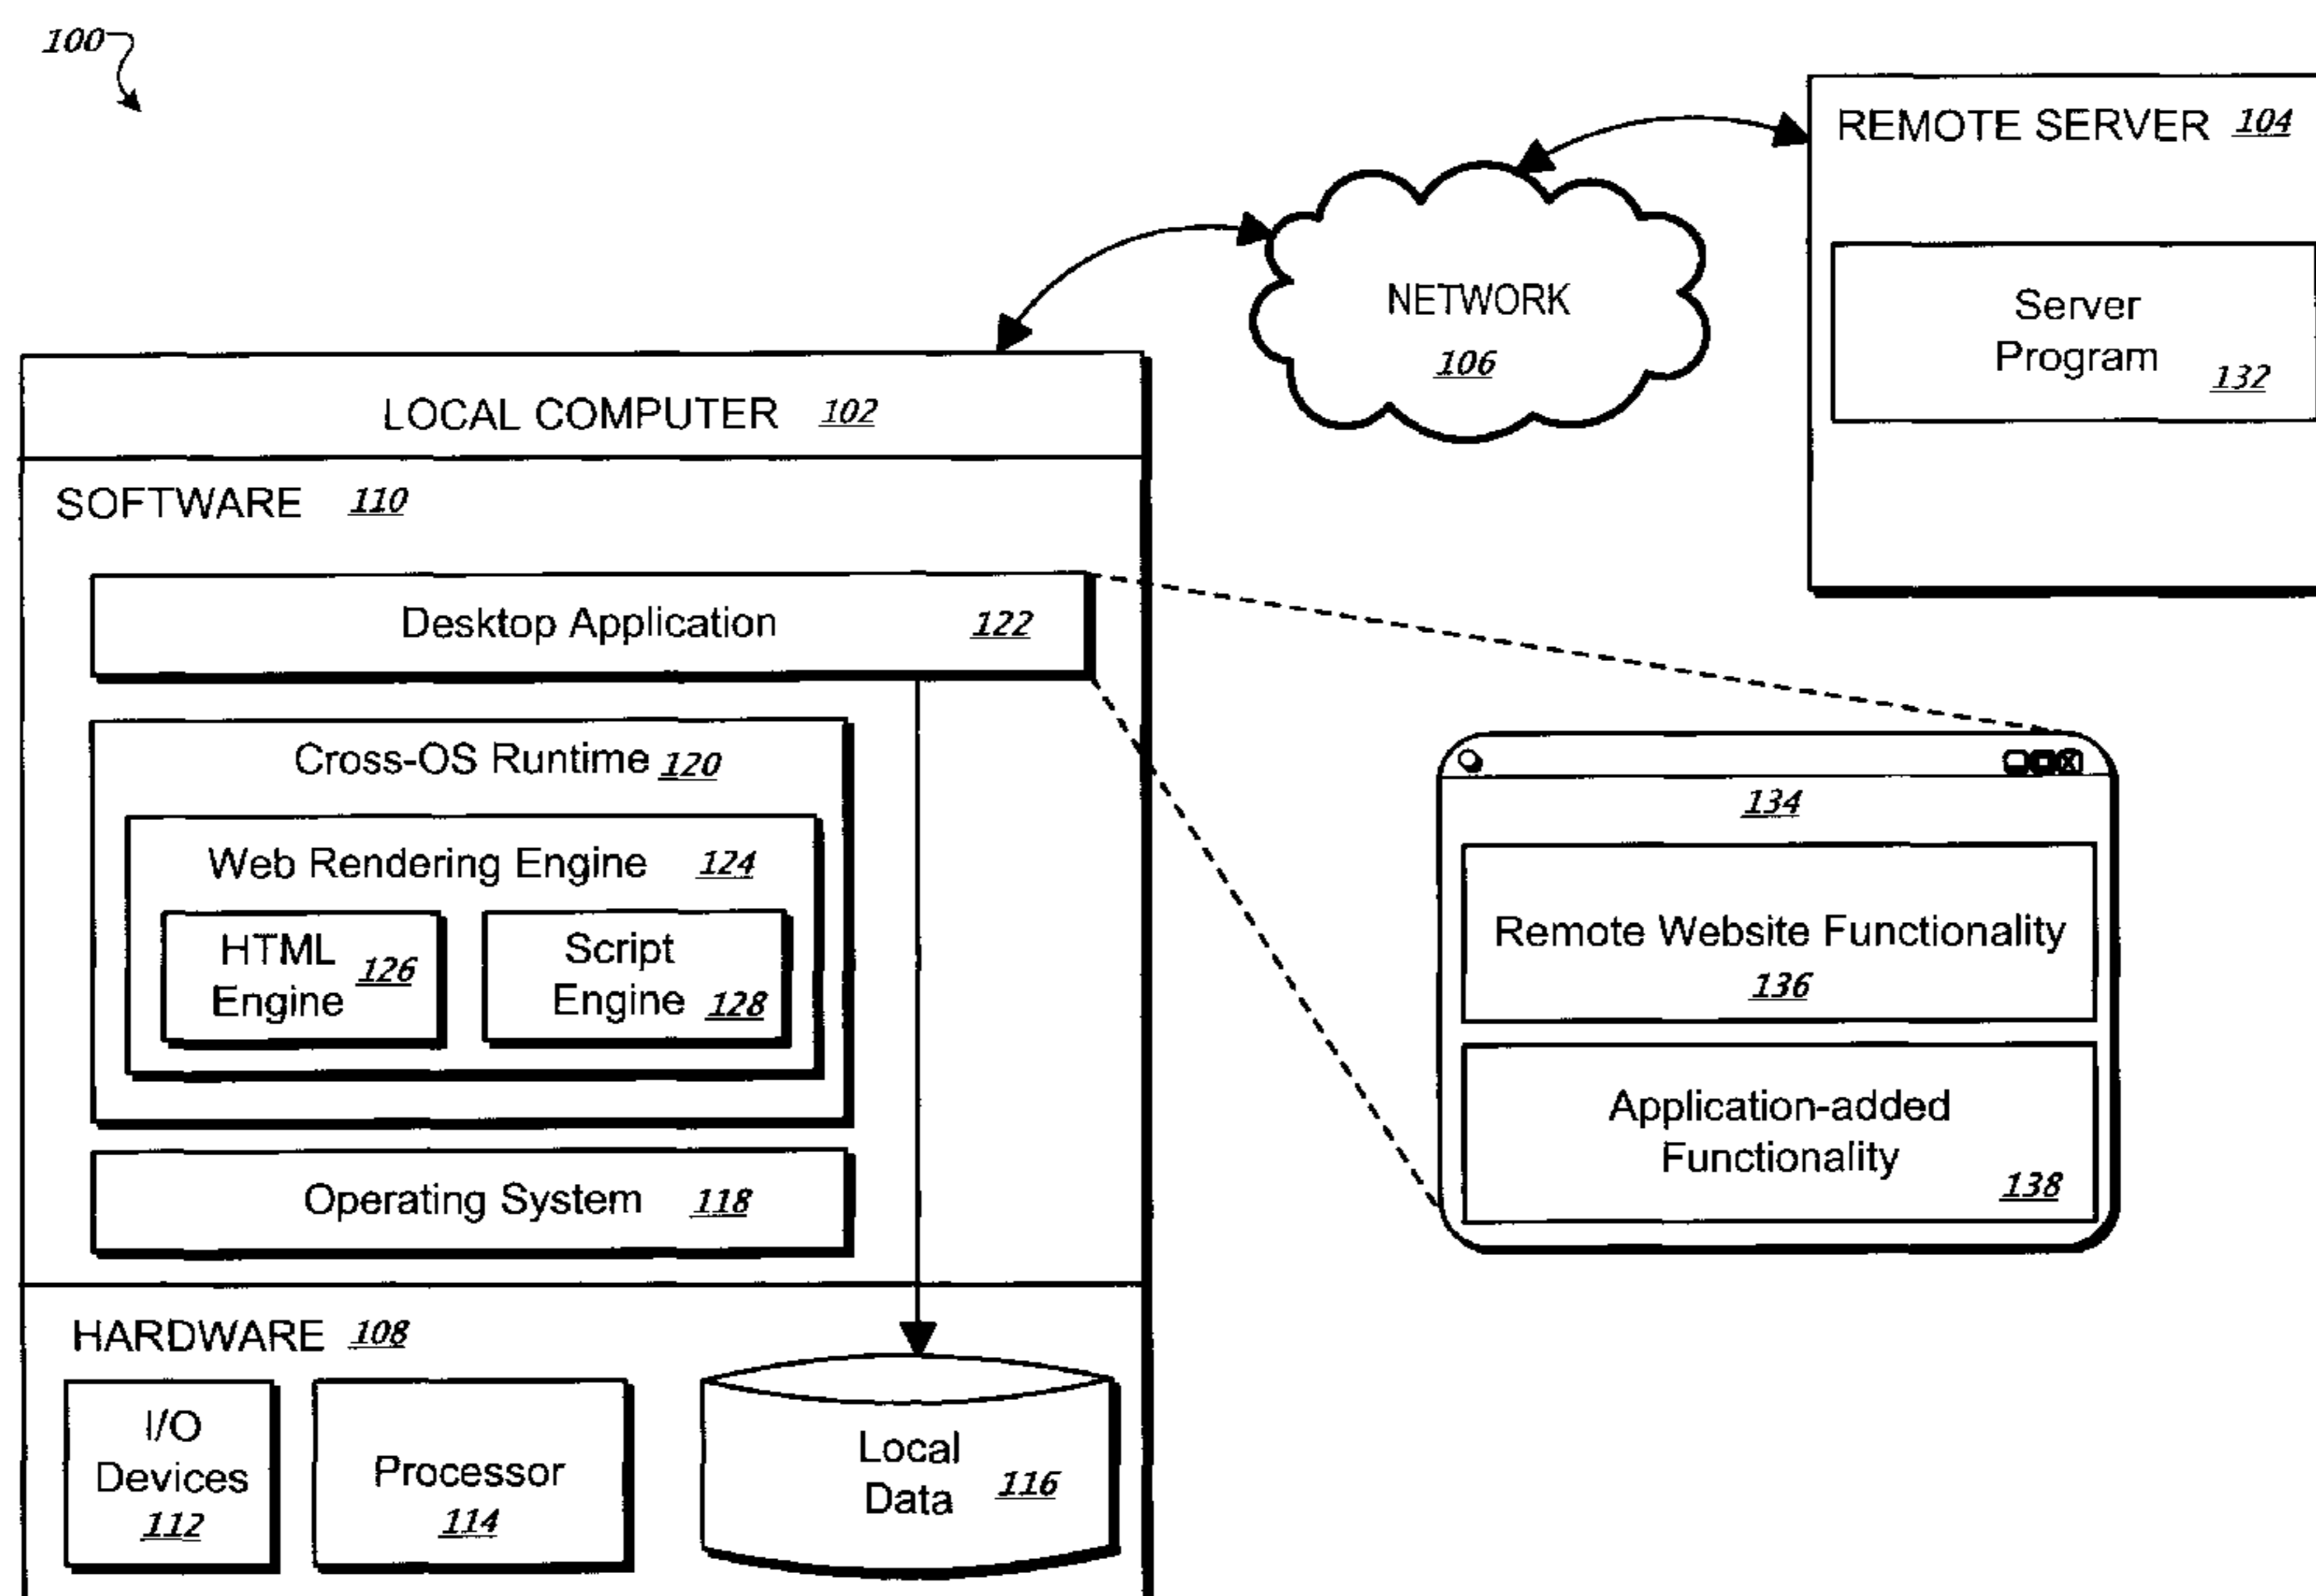 100
REMOTE SERVER 104
Server
Program 132
NETWORK
106
LOCAL COMPUTER 102
SOFTWARE 110
Desktop Application 122
Cross-OS Runtime 120
Web Rendering Engine 124
HTML
Engine 126
Script
Engine 128
Operating System 118
134
Remote Website Functionality
136
Application-added
Functionality
138
HARDWARE 108
I/O
Devices
112
Processor
114
Local
Data 116